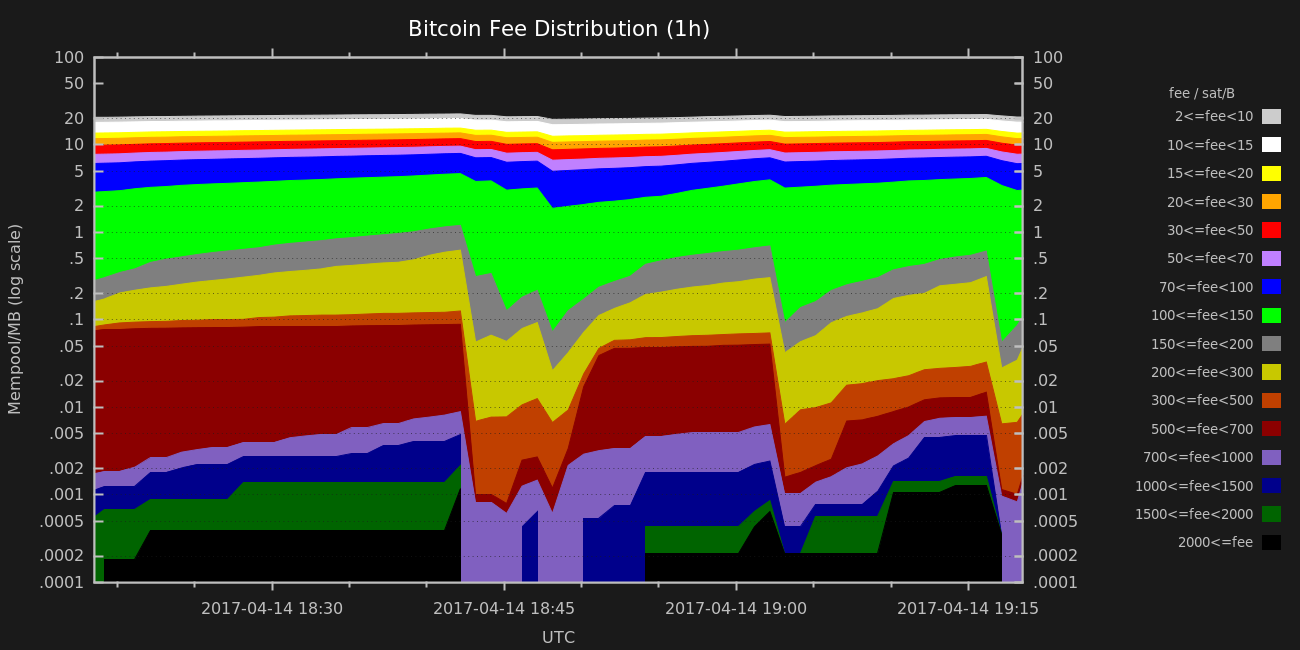 Bitcoin Fee Distribution (1h)
100
50
20
10
5
2
1
.5
.2
.1
.05
.02
.01
.005
.002
.001
.0005
.0002
.0001
Mempool/MB (log scale)
100
50
20
10
5
2
1
.5
.2
.1
.05
.02
.01
.005
.002
.001
.0005
.0002
.0001
2017-04-14 18:30
2017-04-14 18:45
2017-04-14 19:00
2017-04-14 19:15
UTC
fee / sat/B
2<=fee<10
10<=fee<15
15<=fee<20
20<=fee<30
30<=fee<50
50<=fee<70
70<=fee<100
100<=fee<150
150<=fee<200
200<=fee<300
300<=fee<500
500<=fee<700
700<=fee<1000
1000<=fee<1500
1500<=fee<2000
2000<=fee